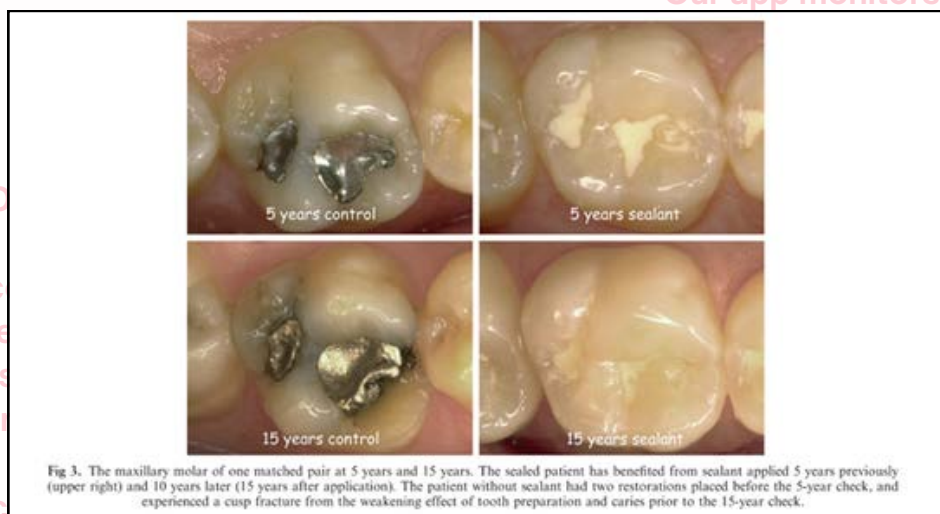 Our app monitors
5 years control
5 years sealant
15 years control
15 years sealant
Fig 3. The maxillary molar of one matched pair at 5 years and 15 years. The sealed patient has benefited from sealant applied 5 years previously
(upper right) and 10 years later (15 years after application). The patient without sealant had two restorations placed before the 5-year check, and
experienced a cusp fracture from the weakening effect of tooth preparation and caries prior to the 15-year check.